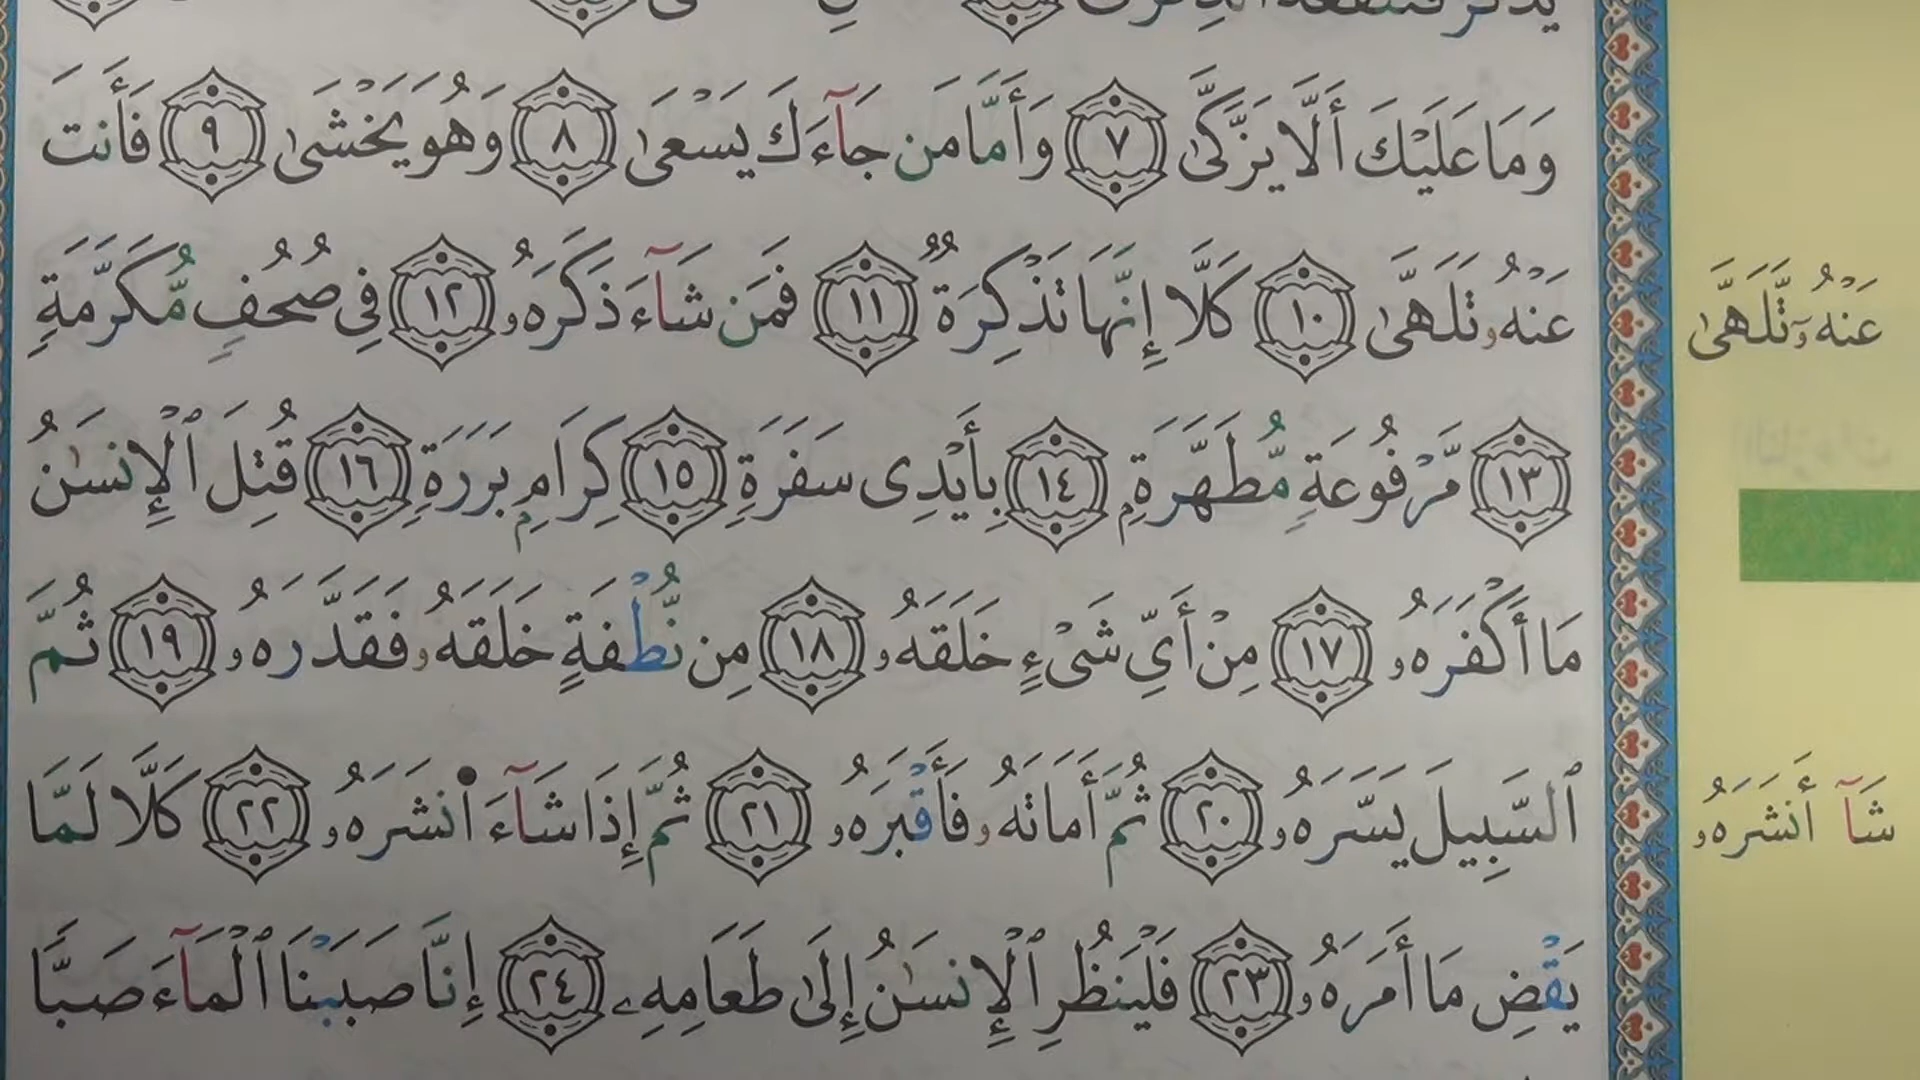 وَمَا عَلَيْكَ أَلَّا يَزَّكَّىٰ ٧ وَأَمَّا مَن جَآءَكَ يَسْعَىٰ ٨ وَهُوَ يَخْشَىٰ ٩ فَأَنتَ
عَنْهُۥ تَلَهَّىٰ ١٠ كَلَّآ إِنَّهَا تَذْكِرَةٌ ١١ فَمَن شَآءَ ذَكَرَهُۥ ١٢ فِى صُحُفٍ مُّكَرَّمَةٍ
١٣ مَّرْفُوعَةٍ مُّطَهَّرَةٍۭ ١٤ بِأَيْدِى سَفَرَةٍ ١٥ كِرَامٍۭ بَرَرَةٍ ١٦ قُتِلَ ٱلْإِنسَٰنُ
مَا أَكْفَرَهُۥ ١٧ مِنْ أَىِّ شَىْءٍ خَلَقَهُۥ ١٨ مِن نُّطْفَةٍ خَلَقَهُۥ فَقَدَّرَهُۥ ١٩ ثُمَّ
ٱلسَّبِيلَ يَسَّرَهُۥ ٢٠ ثُمَّ أَمَاتَهُۥ فَأَقْبَرَهُۥ ٢١ ثُمَّ إِذَا شَآءَ ا۬نشَرَهُۥ ٢٢ كَلَّا لَمَّا
يَقْضِ مَا أَمَرَهُۥ ٢٣ فَلْيَنظُرِ ٱلْإِنسَٰنُ إِلَىٰ طَعَامِهِۦ ٢٤ إِنَّا صَبَبْنَا ٱلْمَآءَ صَبًّا
عَنْهُۥٓ تَّلَهَّىٰ
شَآ أَنشَرَهُۥ